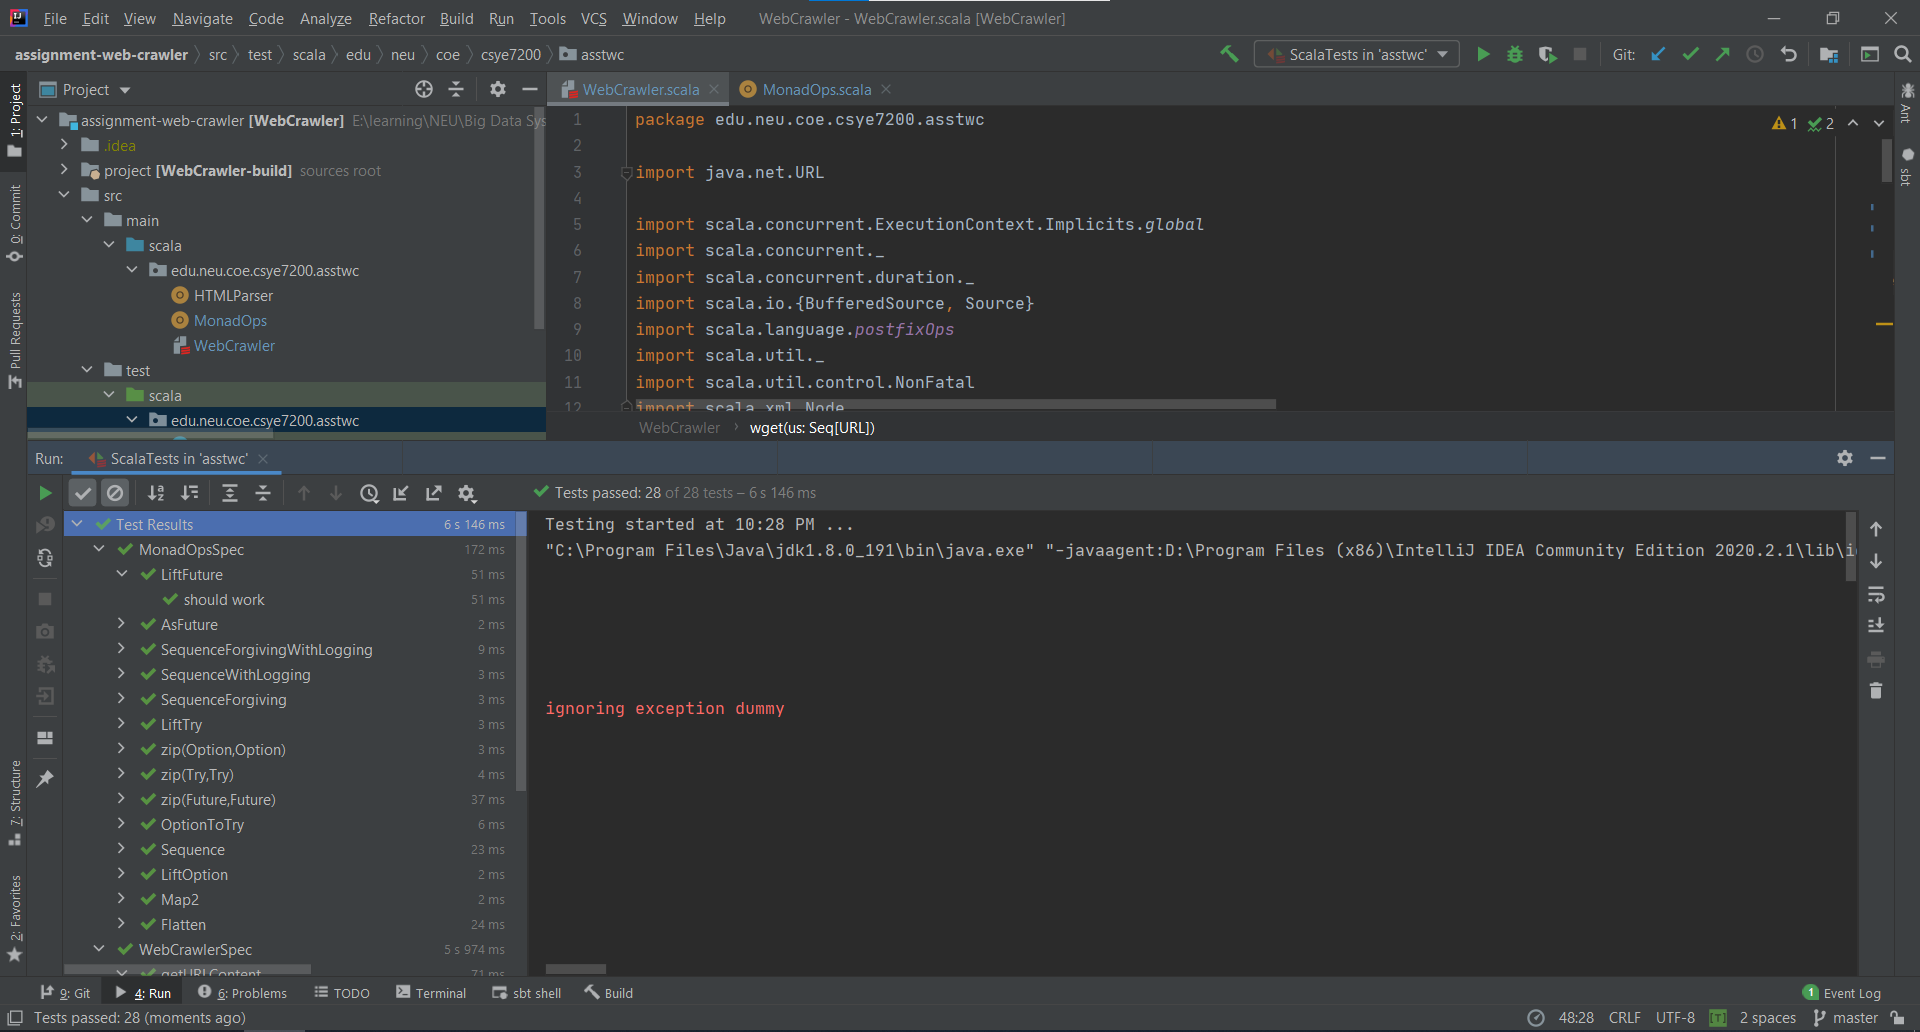 File Edit View Navigate Code Analyze Refactor Build Run Tools VCS Window Help WebCrawler - WebCrawler.scala [WebCrawler]
assignment-web-crawler src test scala edu neu coe csye7200 asstwc ScalaTests in 'asstwc' Git:
Project
WebCrawler.scala MonadOps.scala
assignment-web-crawler [WebCrawler] E:\learning\NEU\Big Data Sys
.idea
project [WebCrawler-build] sources root
src
main
scala
edu.neu.coe.csye7200.asstwc
HTMLParser
MonadOps
WebCrawler
test
scala
edu.neu.coe.csye7200.asstwc
1 package edu.neu.coe.csye7200.asstwc
2
3 import java.net.URL
4
5 import scala.concurrent.ExecutionContext.Implicits.global
6 import scala.concurrent._
7 import scala.concurrent.duration._
8 import scala.io.{BufferedSource, Source}
9 import scala.language.postfixOps
10 import scala.util._
11 import scala.util.control.NonFatal
12 import scala.xml.Node
1 2
WebCrawler wget(us: Seq[URL])
1: Project
0: Commit
Pull Requests
7: Structure
2: Favorites
Ant
sbt
Run: ScalaTests in 'asstwc'
Tests passed: 28 of 28 tests – 6 s 146 ms
Test Results 6 s 146 ms
MonadOpsSpec 172 ms
LiftFuture 51 ms
should work 51 ms
AsFuture 2 ms
SequenceForgivingWithLogging 9 ms
SequenceWithLogging 3 ms
SequenceForgiving 3 ms
LiftTry 3 ms
zip(Option,Option) 3 ms
zip(Try,Try) 4 ms
zip(Future,Future) 37 ms
OptionToTry 6 ms
Sequence 23 ms
LiftOption 2 ms
Map2 2 ms
Flatten 24 ms
WebCrawlerSpec 5 s 974 ms
getURLContent 71 ms
Testing started at 10:28 PM ...
"C:\Program Files\Java\jdk1.8.0_191\bin\java.exe" "-javaagent:D:\Program Files (x86)\IntelliJ IDEA Community Edition 2020.2.1\lib\i
ignoring exception dummy
9: Git 4: Run 6: Problems TODO Terminal sbt shell Build 1 Event Log
Tests passed: 28 (moments ago) 48:28 CRLF UTF-8 [T] 2 spaces master